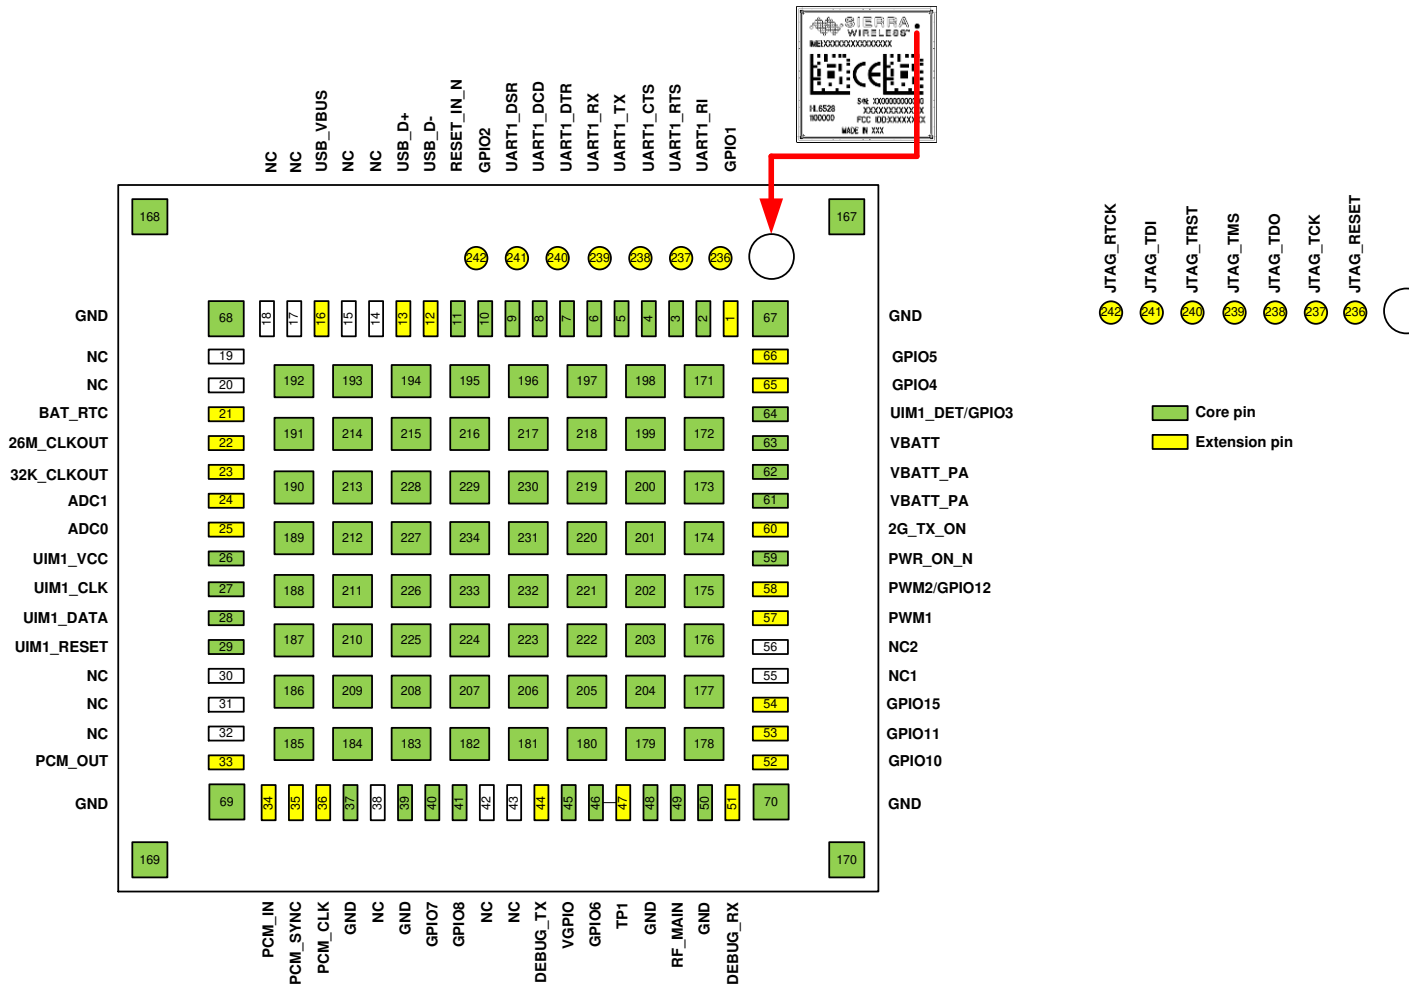 SIERRA
WIRELESS™
IMEI:XXXXXXXXXXXXXXX
CE
HL6528
1100000
XXXXXXXXXXXXX
MADE IN XXX
NC
NC
USB_VBUS
NC
NC
USB_D+
USB_D-
RESET_IN_N
GPIO2
UART1_DSR
UART1_DCD
UART1_DTR
UART1_RX
UART1_TX
UART1_CTS
UART1_RTS
UART1_RI
GPIO1
168
167
242 241 240 239 238 237 236
GND 68 18 17 16 15 14 13 12 11 10 9 8 7 6 5 4 3 2 1 67 GND
NC 19 66 GPIO5
NC 20 192 193 194 195 196 197 198 171 65 GPIO4
BAT_RTC 21 64 UIM1_DET/GPIO3
26M_CLKOUT 22 191 214 215 216 217 218 199 172 63 VBATT
32K_CLKOUT 23 62 VBATT_PA
ADC1 24 190 213 228 229 230 219 200 173 61 VBATT_PA
ADC0 25 189 212 227 234 231 220 201 174 60 2G_TX_ON
UIM1_VCC 26 59 PWR_ON_N
UIM1_CLK 27 188 211 226 233 232 221 202 175 58 PWM2/GPIO12
UIM1_DATA 28 57 PWM1
UIM1_RESET 29 187 210 225 224 223 222 203 176 56 NC2
NC 30 55 NC1
NC 31 186 209 208 207 206 205 204 177 54 GPIO15
NC 32 185 184 183 182 181 180 179 178 53 GPIO11
PCM_OUT 33 52 GPIO10
GND 69 34 35 36 37 38 39 40 41 42 43 44 45 46 47 48 49 50 51 70 GND
169
170
PCM_IN
PCM_SYNC
PCM_CLK
GND
NC
GND
GPIO7
GPIO8
NC
NC
DEBUG_TX
VGPIO
GPIO6
TP1
GND
RF_MAIN
GND
DEBUG_RX
JTAG_RTCK
JTAG_TDI
JTAG_TRST
JTAG_TMS
JTAG_TDO
JTAG_TCK
JTAG_RESET
242 241 240 239 238 237 236
Core pin
Extension pin